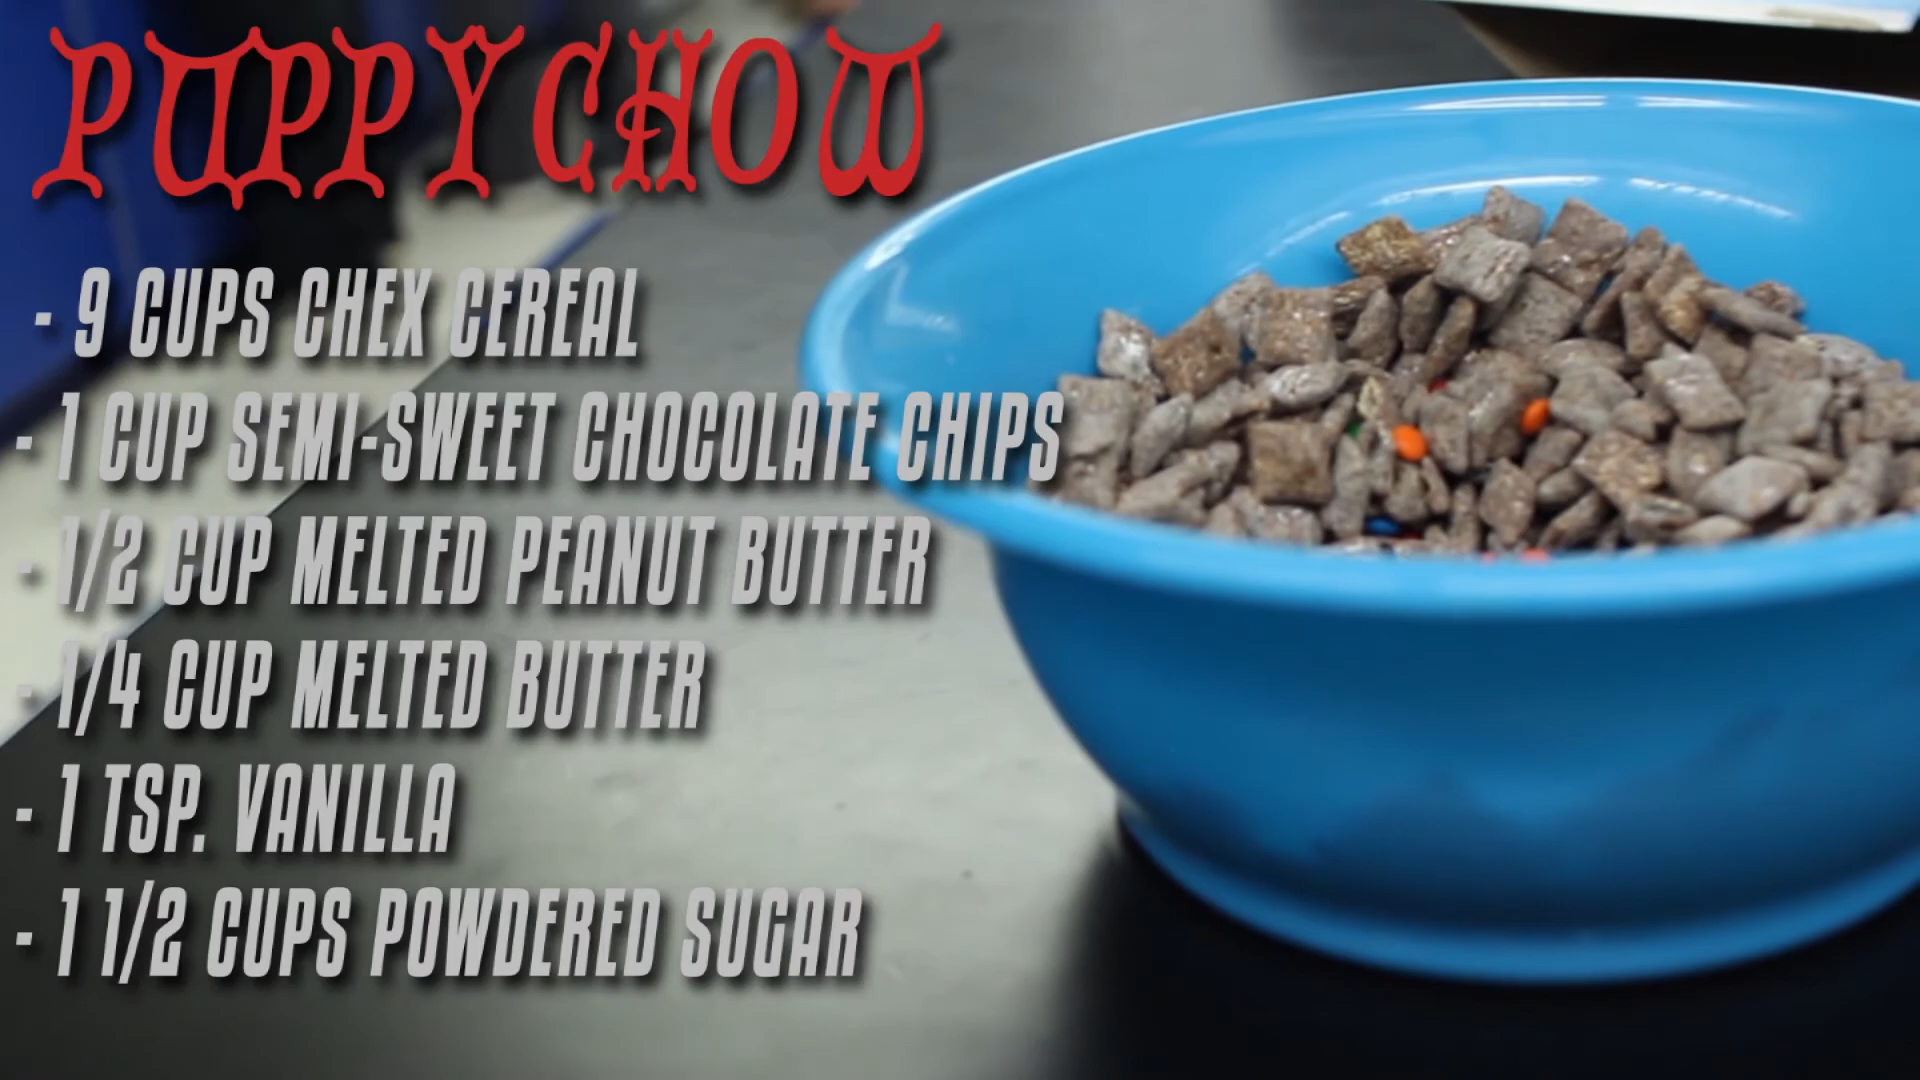 PUPPY CHOW
- 9 CUPS CHEX CEREAL
- 1 CUP SEMI-SWEET CHOCOLATE CHIPS
- 1/2 CUP MELTED PEANUT BUTTER
- 1/4 CUP MELTED BUTTER
- 1 TSP. VANILLA
- 1 1/2 CUPS POWDERED SUGAR